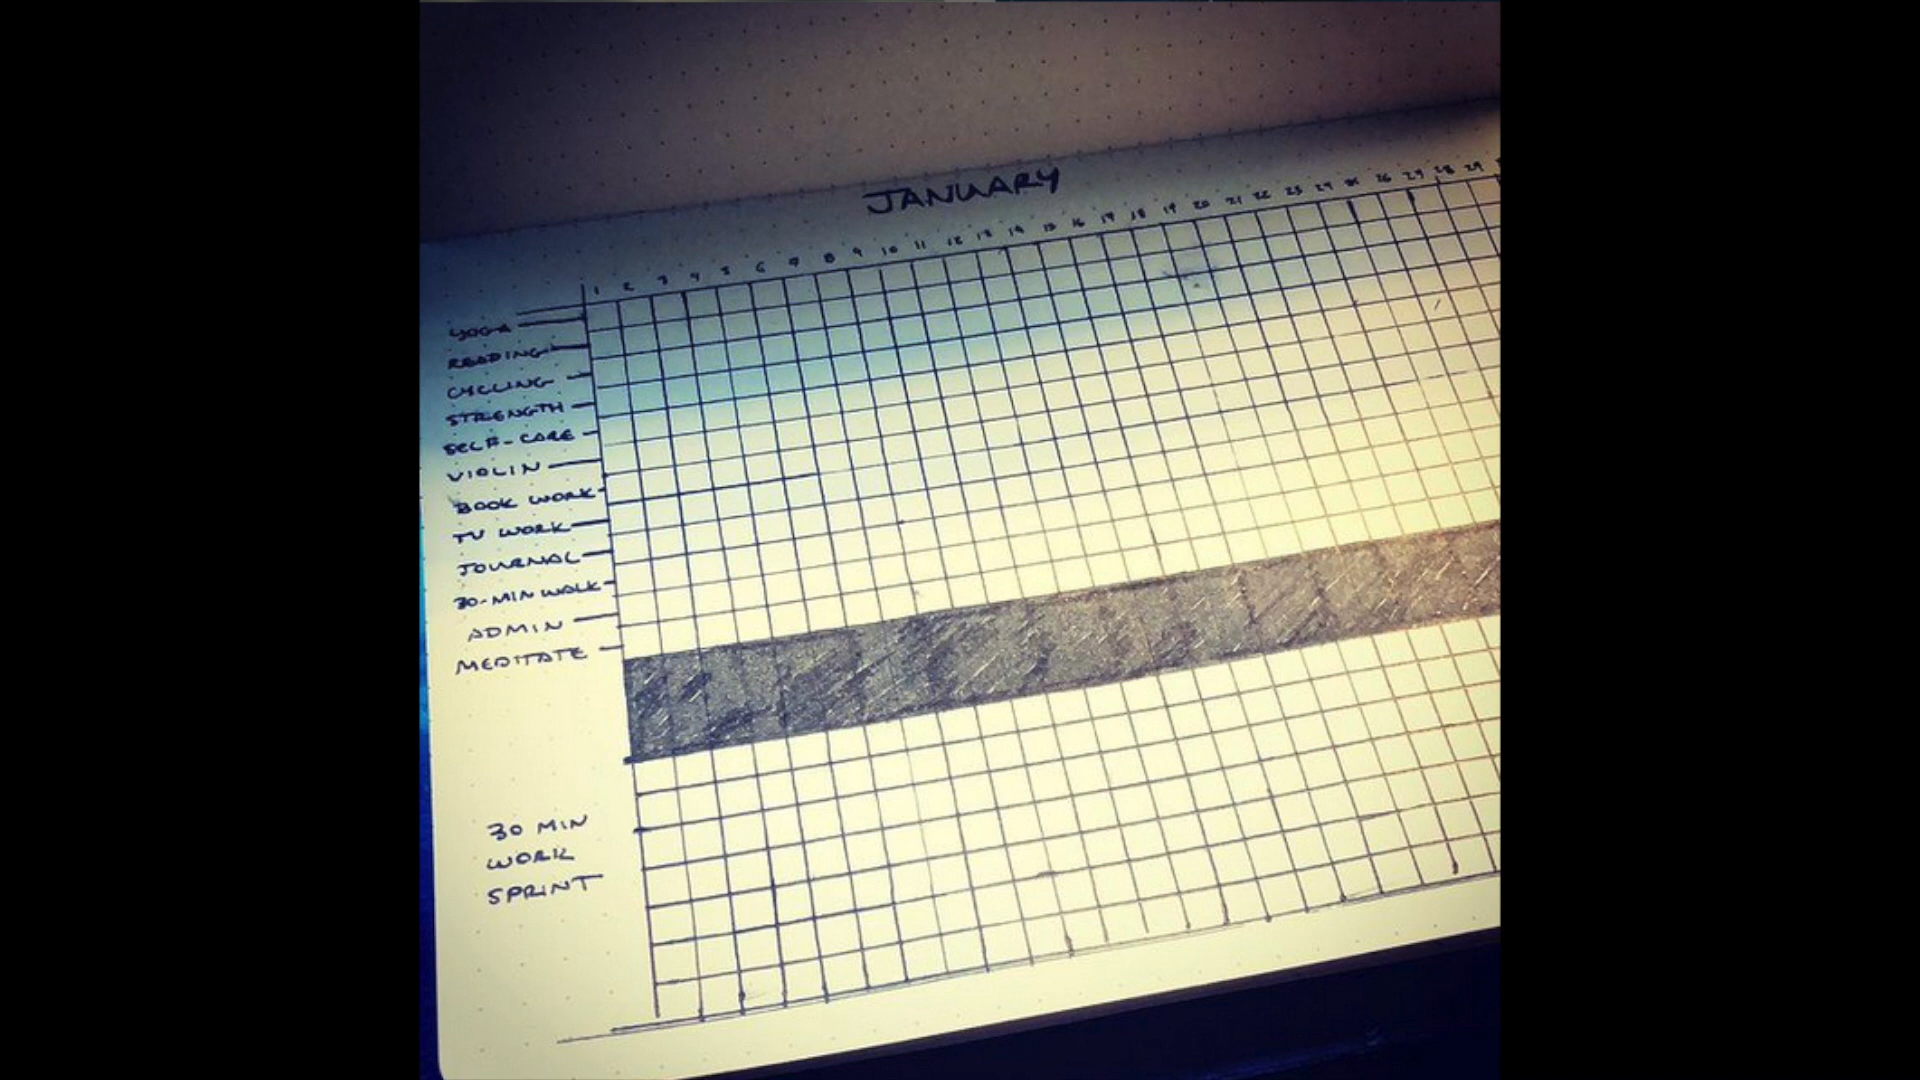 JANUARY
1 2 3 4 5 6 7 8 9 10 11 12 13 14 15 16 17 18 19 20 21 22 23 24 25 26 27 28 29
YOGA
READING
CYCLING
STRENGTH
SELF-CARE
VIOLIN
BOOK WORK
TV WORK
JOURNAL
30-MIN WALK
ADMIN
MEDITATE
30 MIN
WORK
SPRINT